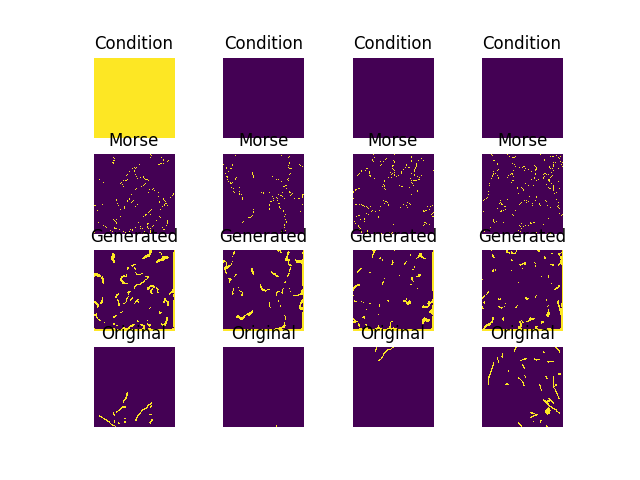 Condition Condition Condition Condition
Morse Morse Morse Morse
Generated Generated Generated Generated
Original Original Original Original